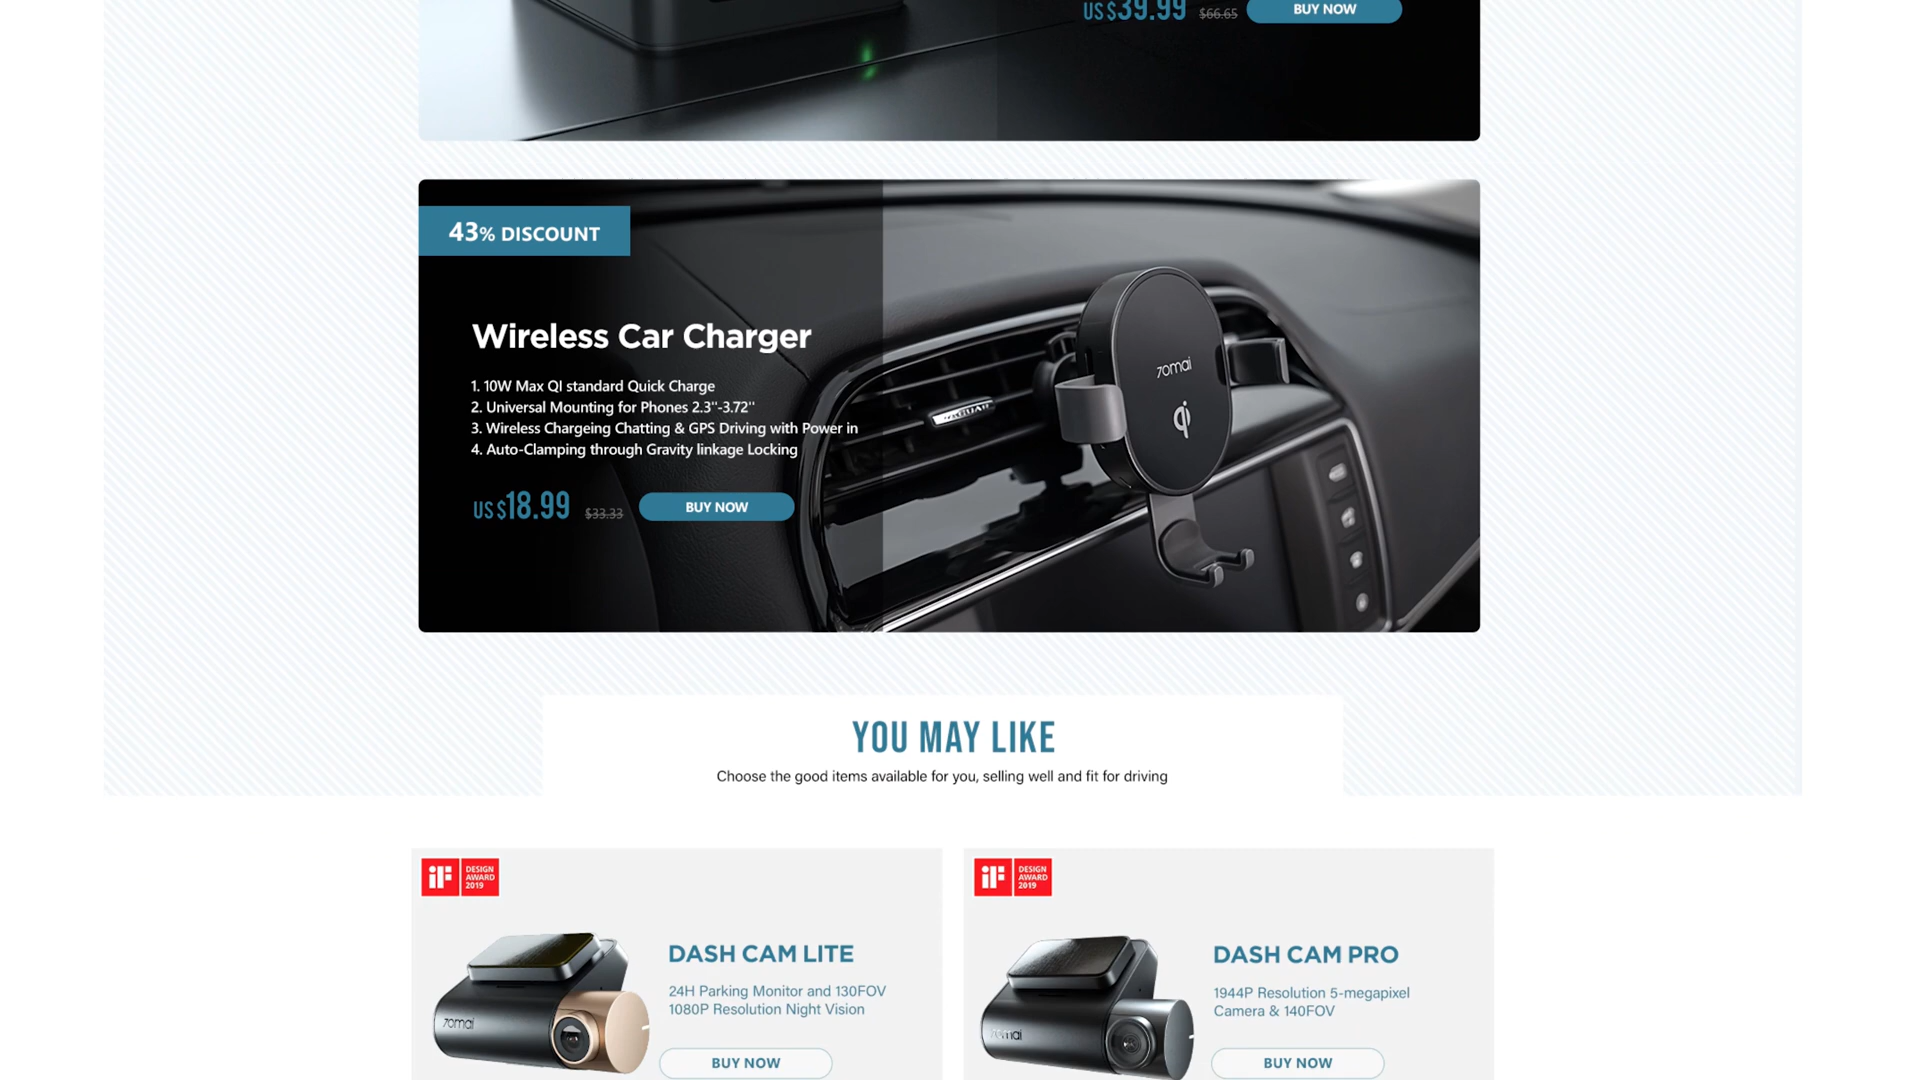 US $39.99 $66.65 BUY NOW
43% DISCOUNT
Wireless Car Charger
1. 10W Max QI standard Quick Charge
2. Universal Mounting for Phones 2.3''-3.72''
3. Wireless Chargeing Chatting & GPS Driving with Power in
4. Auto-Clamping through Gravity linkage Locking
US $18.99 $33.33 BUY NOW
70mai
qi
JAGUAR
YOU MAY LIKE
Choose the good items available for you, selling well and fit for driving
iF DESIGN AWARD 2019
DASH CAM LITE
24H Parking Monitor and 130FOV
1080P Resolution Night Vision
70mai
BUY NOW
iF DESIGN AWARD 2019
DASH CAM PRO
1944P Resolution 5-megapixel
Camera & 140FOV
70mai
BUY NOW